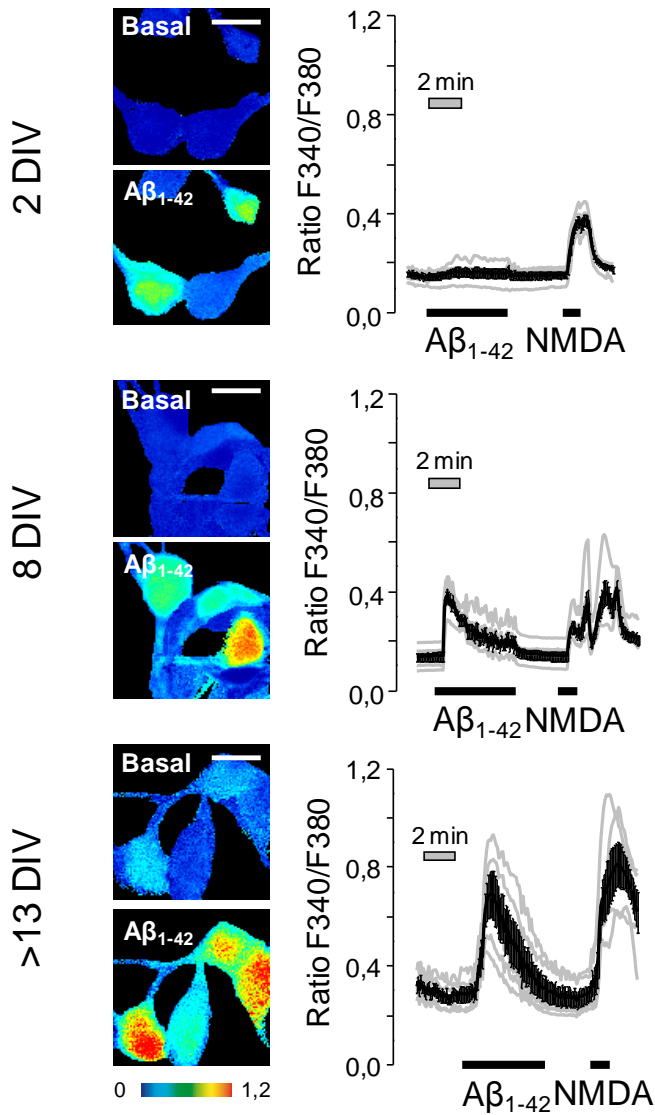 2 DIV
Basal
Aβ1-42
Ratio F340/F380
1,2
0,8
0,4
0,0
2 min
Aβ1-42 NMDA
8 DIV
Basal
Aβ1-42
Ratio F340/F380
1,2
0,8
0,4
0,0
2 min
Aβ1-42 NMDA
>13 DIV
Basal
Aβ1-42
0 1,2
Ratio F340/F380
1,2
0,8
0,4
0,0
2 min
Aβ1-42 NMDA